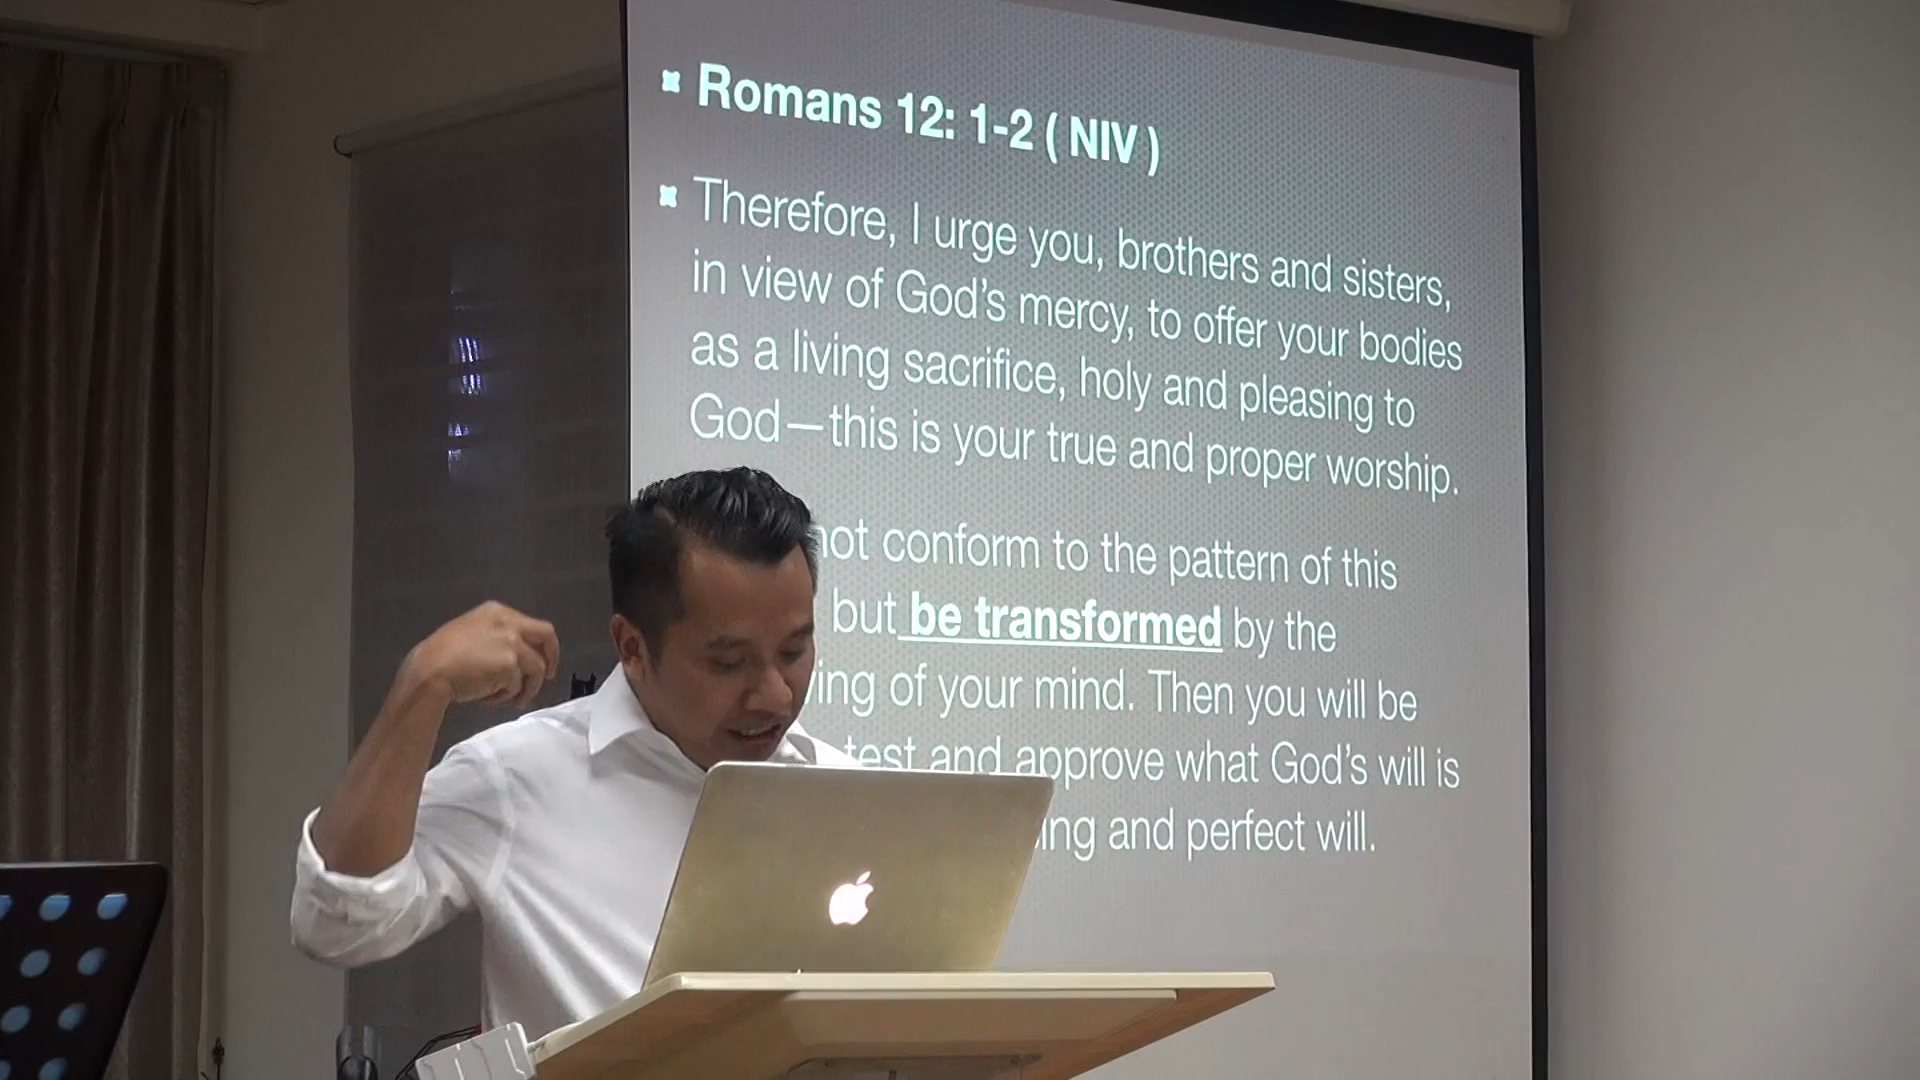 Romans 12: 1-2 ( NIV )
Therefore, I urge you, brothers and sisters,
in view of God's mercy, to offer your bodies
as a living sacrifice, holy and pleasing to
God—this is your true and proper worship.
not conform to the pattern of this
but be transformed by the
of your mind. Then you will be
test and approve what God's will is
and perfect will.